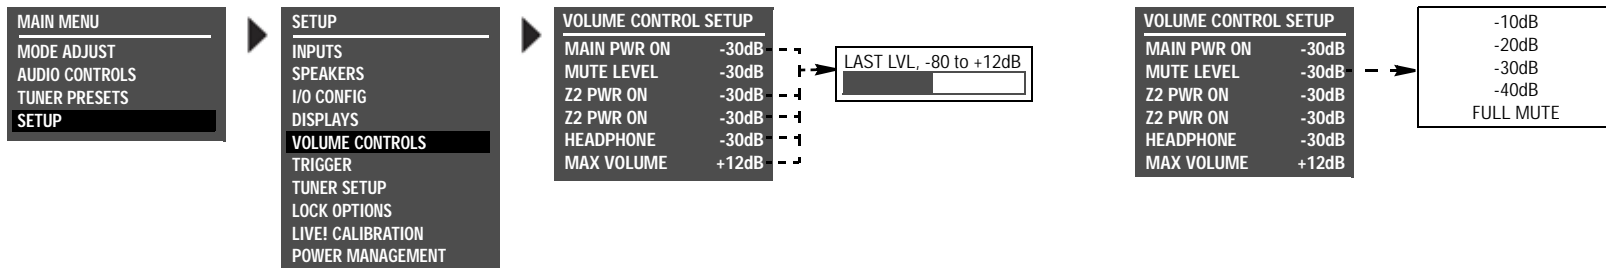 MAIN MENU
MODE ADJUST
AUDIO CONTROLS
TUNER PRESETS
SETUP
SETUP
INPUTS
SPEAKERS
I/O CONFIG
DISPLAYS
VOLUME CONTROLS
TRIGGER
TUNER SETUP
LOCK OPTIONS
LIVE! CALIBRATION
POWER MANAGEMENT
VOLUME CONTROL SETUP
MAIN PWR ON -30dB
MUTE LEVEL -30dB
Z2 PWR ON -30dB
Z2 PWR ON -30dB
HEADPHONE -30dB
MAX VOLUME +12dB
LAST LVL, -80 to +12dB
VOLUME CONTROL SETUP
MAIN PWR ON -30dB
MUTE LEVEL -30dB
Z2 PWR ON -30dB
Z2 PWR ON -30dB
HEADPHONE -30dB
MAX VOLUME +12dB
-10dB
-20dB
-30dB
-40dB
FULL MUTE